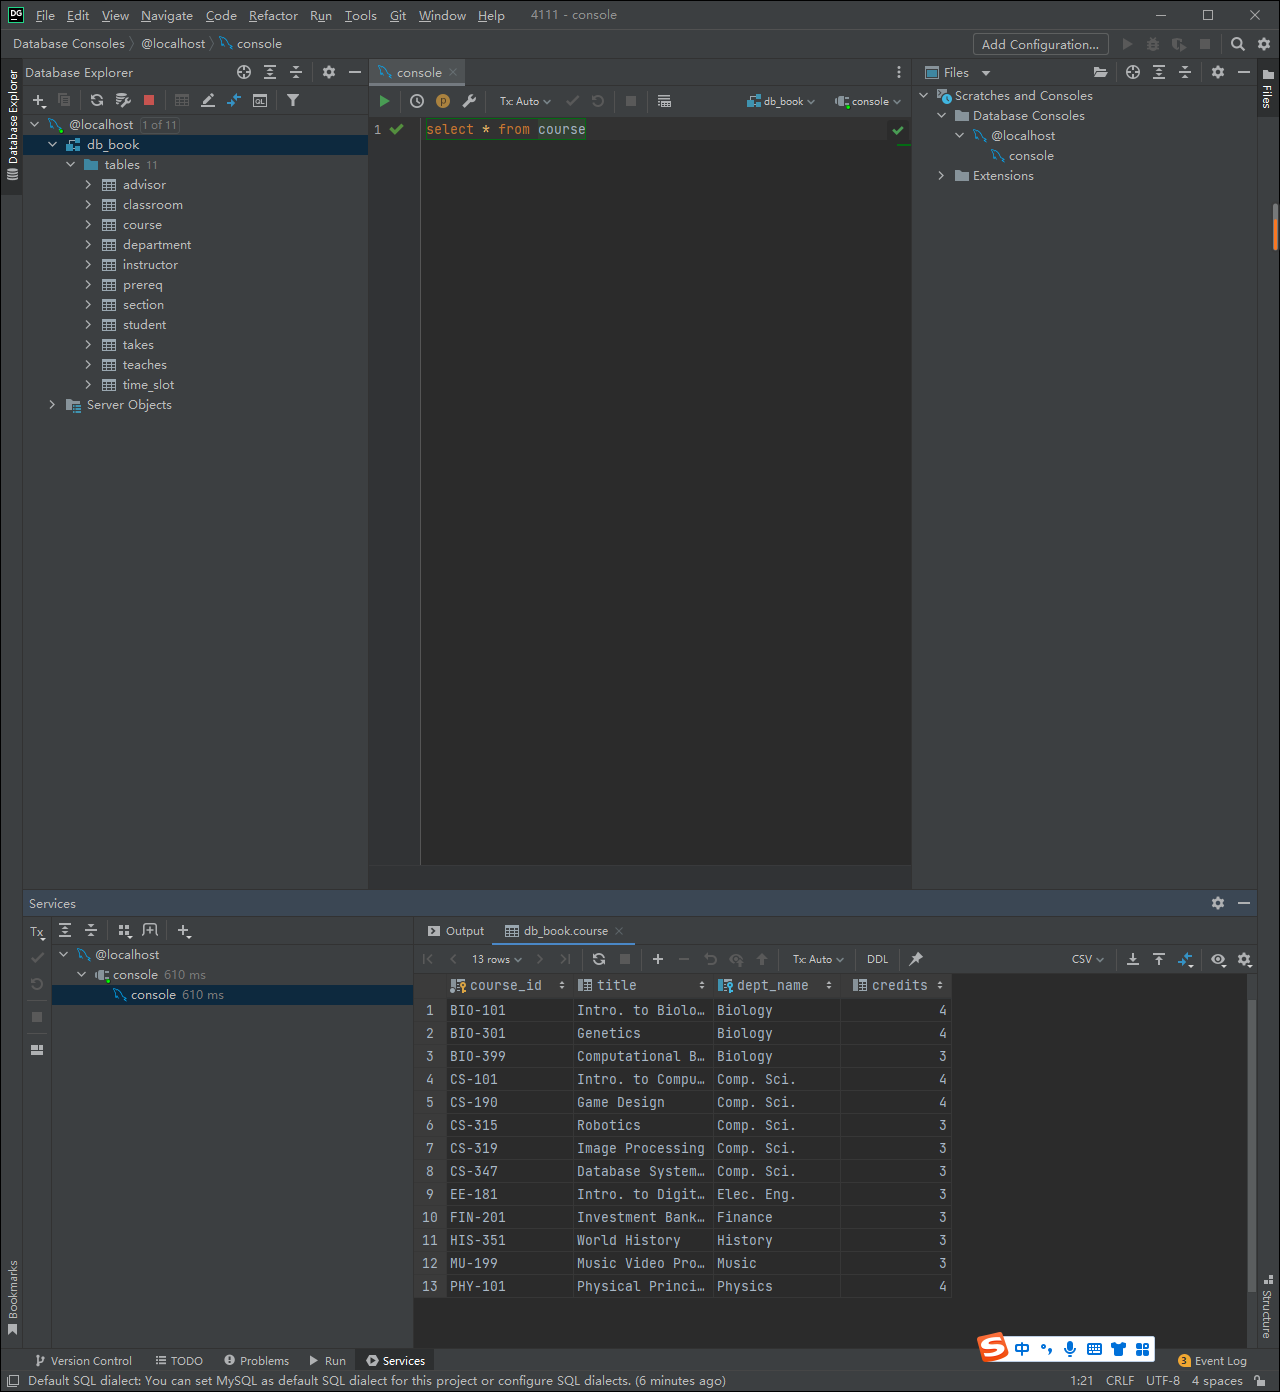 DG File Edit View Navigate Code Refactor Run Tools Git Window Help 4111 - console
Database Consoles @localhost console Add Configuration...
Database Explorer
Database Explorer
console
Files
Files
QL
p
Tx: Auto
db_book
console
@localhost 1 of 11
db_book
tables 11
advisor
classroom
course
department
instructor
prereq
section
student
takes
teaches
time_slot
Server Objects
1 select * from course
Scratches and Consoles
Database Consoles
@localhost
console
Extensions
Services
Tx
@localhost
console 610 ms
console 610 ms
Output db_book.course
13 rows Tx: Auto DDL CSV
course_id title dept_name credits
1 BIO-101 Intro. to Biolo… Biology 4
2 BIO-301 Genetics Biology 4
3 BIO-399 Computational B… Biology 3
4 CS-101 Intro. to Compu… Comp. Sci. 4
5 CS-190 Game Design Comp. Sci. 4
6 CS-315 Robotics Comp. Sci. 3
7 CS-319 Image Processing Comp. Sci. 3
8 CS-347 Database System… Comp. Sci. 3
9 EE-181 Intro. to Digit… Elec. Eng. 3
10 FIN-201 Investment Bank… Finance 3
11 HIS-351 World History History 3
12 MU-199 Music Video Pro… Music 3
13 PHY-101 Physical Princi… Physics 4
Bookmarks
Structure
S 中
Version Control TODO Problems Run Services 3 Event Log
Default SQL dialect: You can set MySQL as default SQL dialect for this project or configure SQL dialects. (6 minutes ago) 1:21 CRLF UTF-8 4 spaces